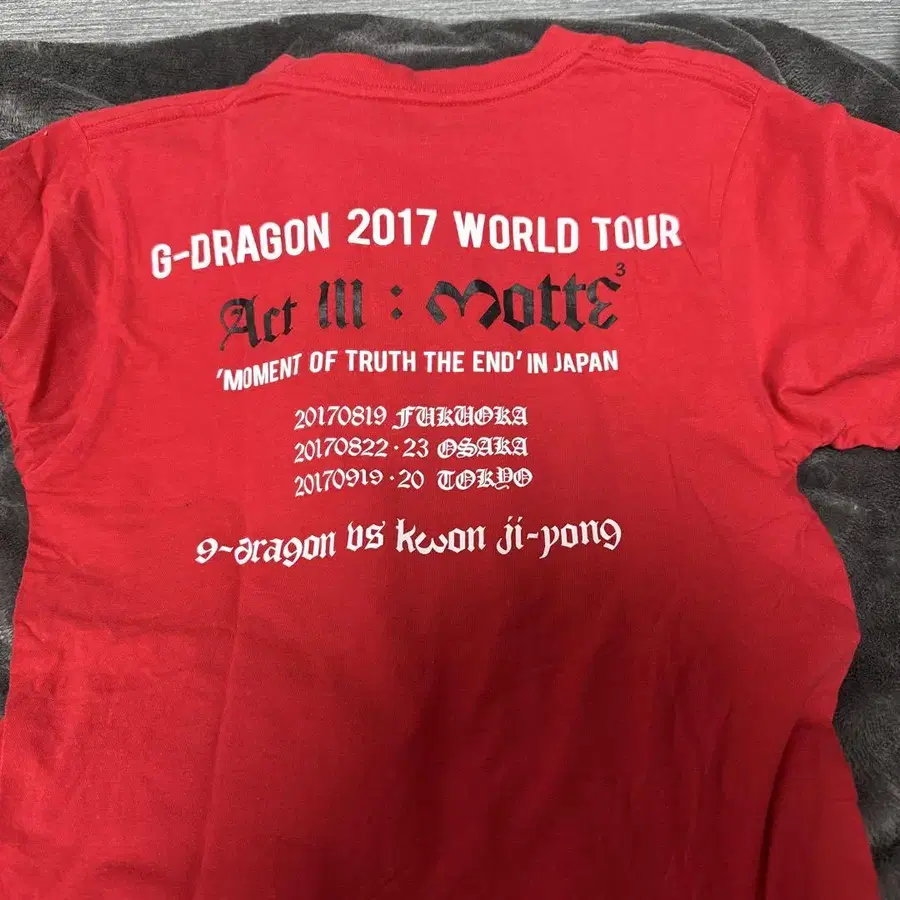 G-DRAGON 2017 WORLD TOUR
Act III : Motte3
'MOMENT OF TRUTH THE END' IN JAPAN
20170819 FUKUOKA
20170822·23 OSAKA
20170919·20 TOKYO
g-dragon vs kwon ji-yong